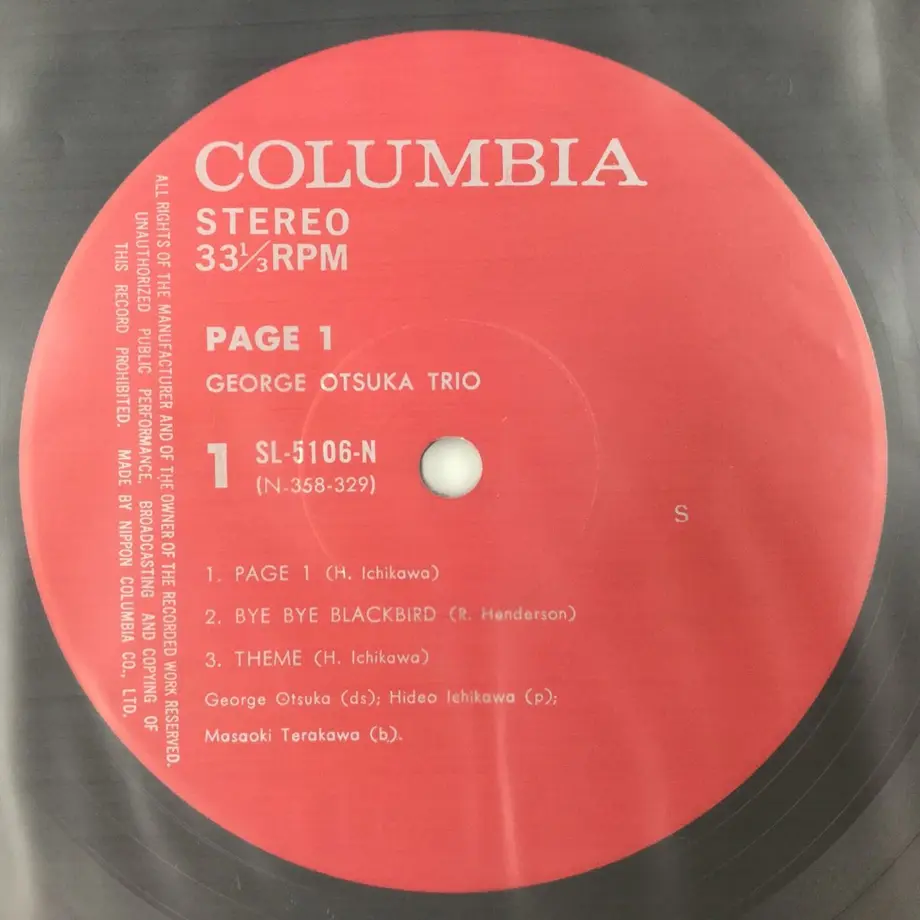 COLUMBIA
STEREO
33⅓RPM
PAGE 1
GEORGE OTSUKA TRIO
1 SL-5106-N
(N-358-329)
S
1. PAGE 1 (H. Ichikawa)
2. BYE BYE BLACKBIRD (R. Henderson)
3. THEME (H. Ichikawa)
George Otsuka (ds); Hideo Ichikawa (p);
Masaoki Terakawa (b).
ALL RIGHTS OF THE MANUFACTURER AND OF THE OWNER OF THE RECORDED WORK RESERVED.
UNAUTHORIZED PUBLIC PERFORMANCE, BROADCASTING AND COPYING OF
THIS RECORD PROHIBITED. MADE BY NIPPON COLUMBIA CO., LTD.